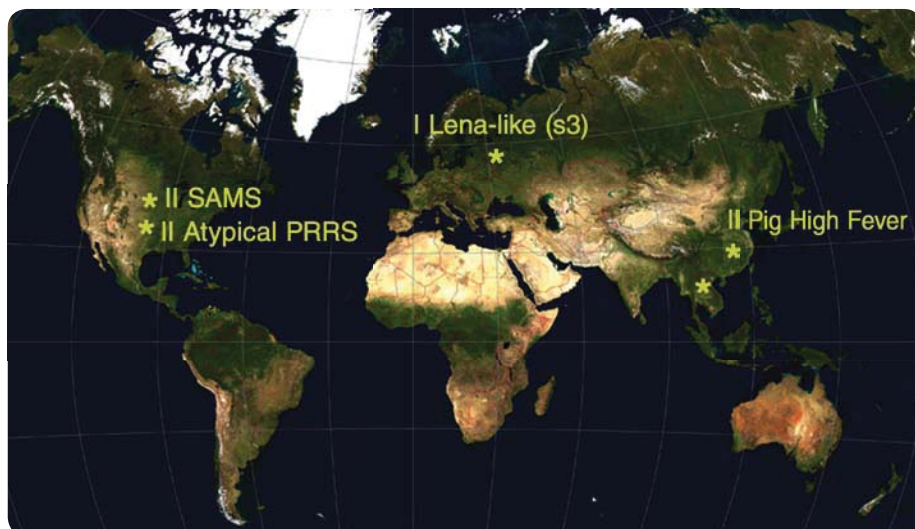 I Lena-like (s3)
*
* II SAMS
* II Atypical PRRS
II Pig High Fever
*
*